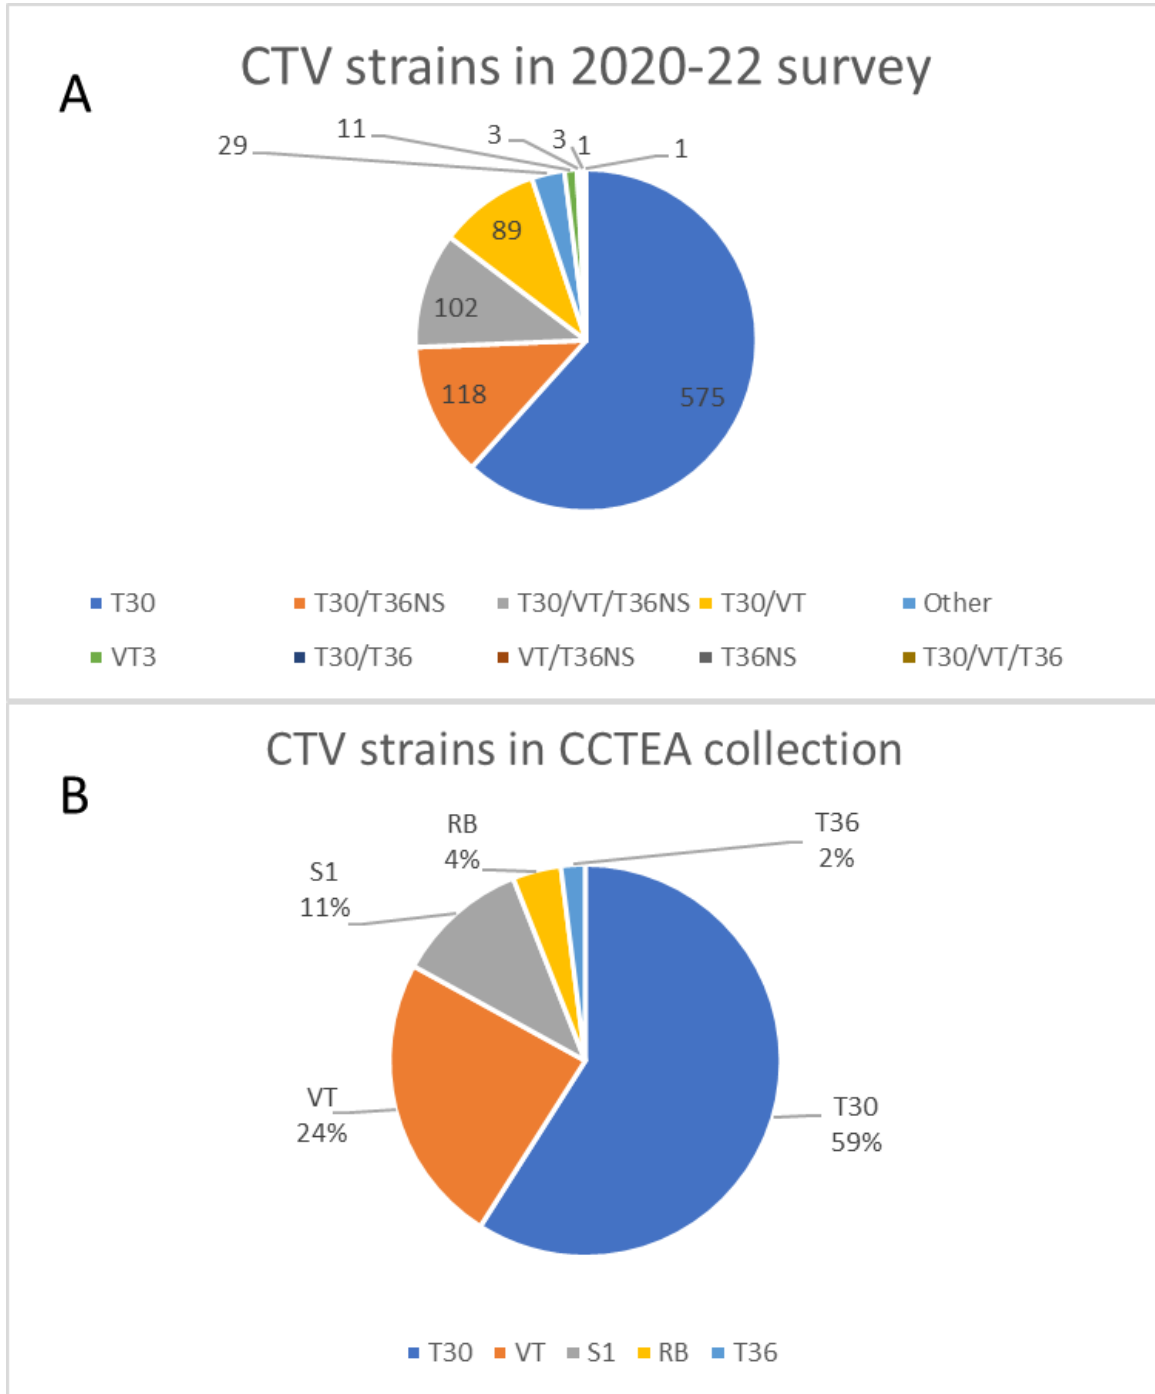 A
CTV strains in 2020-22 survey
29
11
3
3
1
1
89
102
118
575
T30
T30/T36NS
T30/VT/T36NS
T30/VT
Other
VT3
T30/T36
VT/T36NS
T36NS
T30/VT/T36
CTV strains in CCTEA collection
B
RB
4%
T36
2%
S1
11%
VT
24%
T30
59%
T30
VT
S1
RB
T36